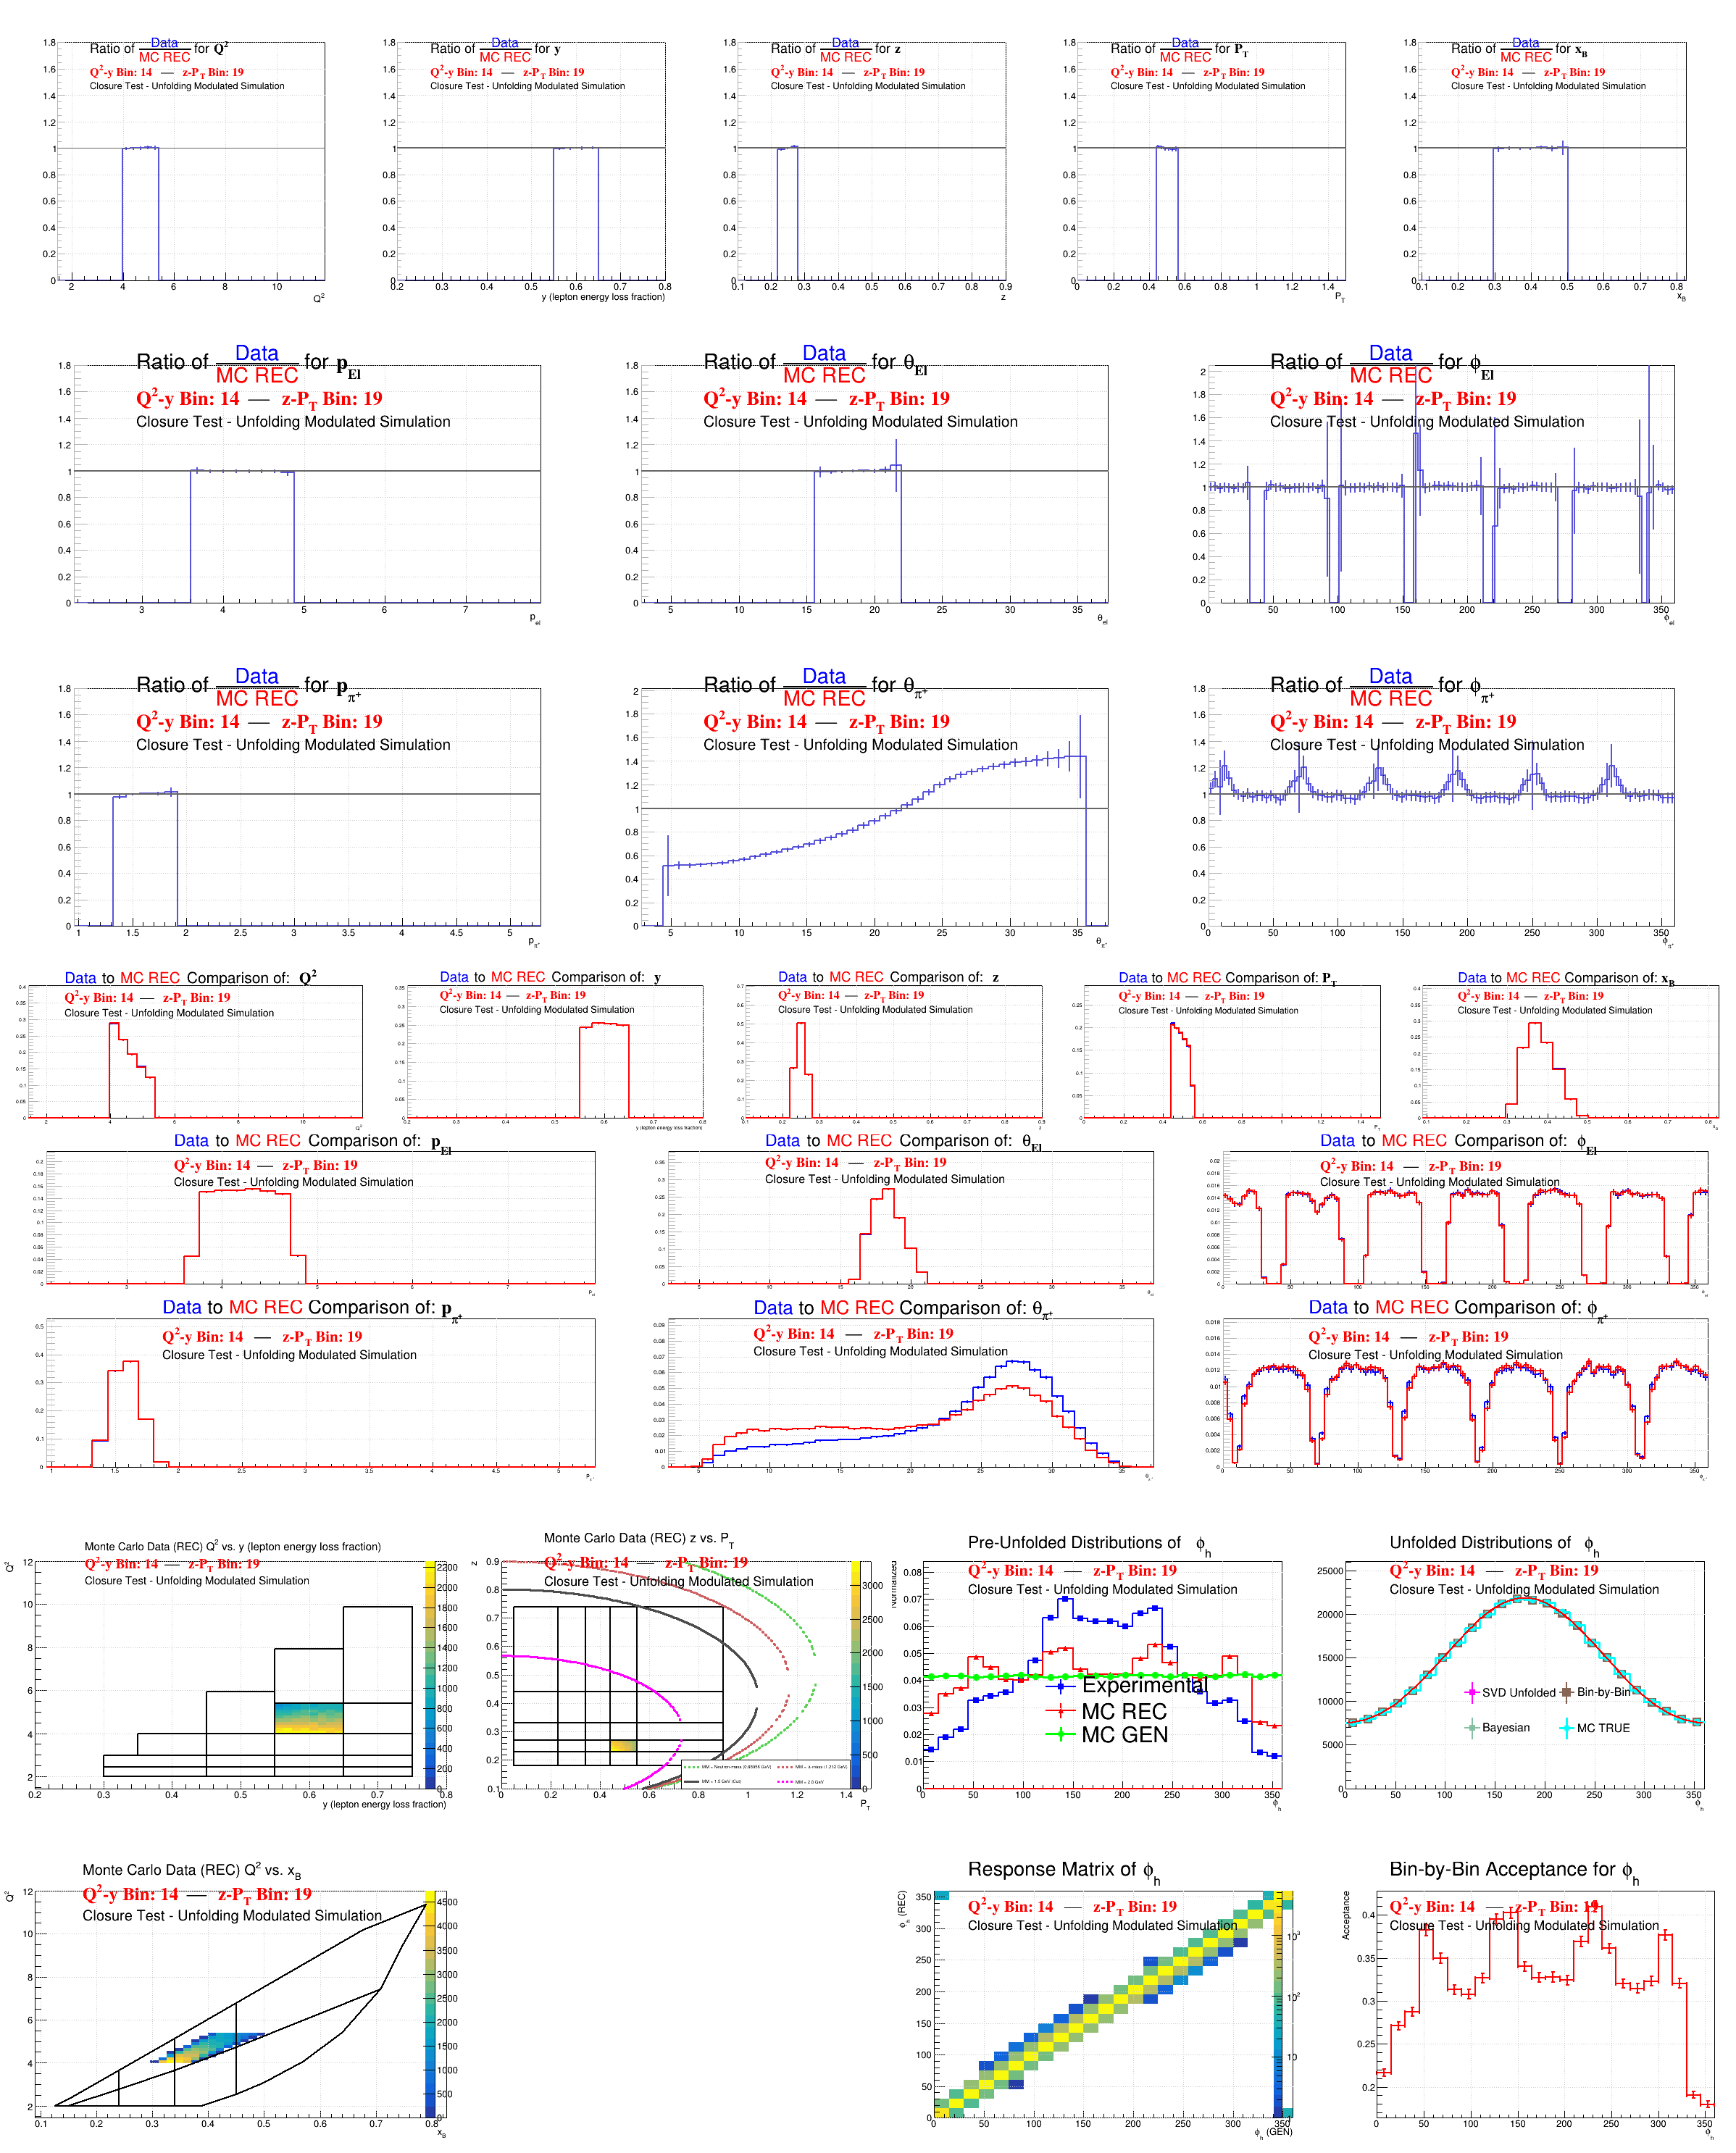 Ratio of Data/MC REC for Q²
Q²-y Bin: 14 — z-P_T Bin: 19
Closure Test - Unfolding Modulated Simulation
Q²
Ratio of Data/MC REC for y
Q²-y Bin: 14 — z-P_T Bin: 19
Closure Test - Unfolding Modulated Simulation
y (lepton energy loss fraction)
Ratio of Data/MC REC for z
Q²-y Bin: 14 — z-P_T Bin: 19
Closure Test - Unfolding Modulated Simulation
z
Ratio of Data/MC REC for P_T
Q²-y Bin: 14 — z-P_T Bin: 19
Closure Test - Unfolding Modulated Simulation
P_T
Ratio of Data/MC REC for x_B
Q²-y Bin: 14 — z-P_T Bin: 19
Closure Test - Unfolding Modulated Simulation
x_B
Ratio of Data/MC REC for p_El
Q²-y Bin: 14 — z-P_T Bin: 19
Closure Test - Unfolding Modulated Simulation
p_el
Ratio of Data/MC REC for θ_El
Q²-y Bin: 14 — z-P_T Bin: 19
Closure Test - Unfolding Modulated Simulation
θ_el
Ratio of Data/MC REC for ϕ_El
Q²-y Bin: 14 — z-P_T Bin: 19
Closure Test - Unfolding Modulated Simulation
ϕ_el
Ratio of Data/MC REC for p_π⁺
Q²-y Bin: 14 — z-P_T Bin: 19
Closure Test - Unfolding Modulated Simulation
p_π⁺
Ratio of Data/MC REC for θ_π⁺
Q²-y Bin: 14 — z-P_T Bin: 19
Closure Test - Unfolding Modulated Simulation
θ_π⁺
Ratio of Data/MC REC for ϕ_π⁺
Q²-y Bin: 14 — z-P_T Bin: 19
Closure Test - Unfolding Modulated Simulation
ϕ_π⁺
Data to MC REC Comparison of: Q²
Q²-y Bin: 14 — z-P_T Bin: 19
Closure Test - Unfolding Modulated Simulation
Data to MC REC Comparison of: y
Q²-y Bin: 14 — z-P_T Bin: 19
Closure Test - Unfolding Modulated Simulation
y (lepton energy loss fraction)
Data to MC REC Comparison of: z
Q²-y Bin: 14 — z-P_T Bin: 19
Closure Test - Unfolding Modulated Simulation
Data to MC REC Comparison of: P_T
Q²-y Bin: 14 — z-P_T Bin: 19
Closure Test - Unfolding Modulated Simulation
Data to MC REC Comparison of: x_B
Q²-y Bin: 14 — z-P_T Bin: 19
Closure Test - Unfolding Modulated Simulation
Data to MC REC Comparison of: p_El
Q²-y Bin: 14 — z-P_T Bin: 19
Closure Test - Unfolding Modulated Simulation
Data to MC REC Comparison of: θ_El
Q²-y Bin: 14 — z-P_T Bin: 19
Closure Test - Unfolding Modulated Simulation
Data to MC REC Comparison of: ϕ_El
Q²-y Bin: 14 — z-P_T Bin: 19
Closure Test - Unfolding Modulated Simulation
Data to MC REC Comparison of: p_π⁺
Q²-y Bin: 14 — z-P_T Bin: 19
Closure Test - Unfolding Modulated Simulation
Data to MC REC Comparison of: θ_π⁺
Q²-y Bin: 14 — z-P_T Bin: 19
Closure Test - Unfolding Modulated Simulation
Data to MC REC Comparison of: ϕ_π⁺
Q²-y Bin: 14 — z-P_T Bin: 19
Closure Test - Unfolding Modulated Simulation
Monte Carlo Data (REC) Q² vs. y (lepton energy loss fraction)
Q²-y Bin: 14 — z-P_T Bin: 19
Closure Test - Unfolding Modulated Simulation
Q²
y (lepton energy loss fraction)
Monte Carlo Data (REC) z vs. P_T
Q²-y Bin: 14 — z-P_T Bin: 19
Closure Test - Unfolding Modulated Simulation
z
P_T
Pre-Unfolded Distributions of ϕ_h
Q²-y Bin: 14 — z-P_T Bin: 19
Closure Test - Unfolding Modulated Simulation
Normalized
Experimental
MC REC
MC GEN
ϕ_h
Unfolded Distributions of ϕ_h
Q²-y Bin: 14 — z-P_T Bin: 19
Closure Test - Unfolding Modulated Simulation
SVD Unfolded
Bin-by-Bin
Bayesian
MC TRUE
ϕ_h
Monte Carlo Data (REC) Q² vs. x_B
Q²-y Bin: 14 — z-P_T Bin: 19
Closure Test - Unfolding Modulated Simulation
Q²
x_B
Response Matrix of ϕ_h
Q²-y Bin: 14 — z-P_T Bin: 19
Closure Test - Unfolding Modulated Simulation
ϕ_h (REC)
ϕ_h (GEN)
Bin-by-Bin Acceptance for ϕ_h
Q²-y Bin: 14 — z-P_T Bin: 19
Closure Test - Unfolding Modulated Simulation
Acceptance
ϕ_h